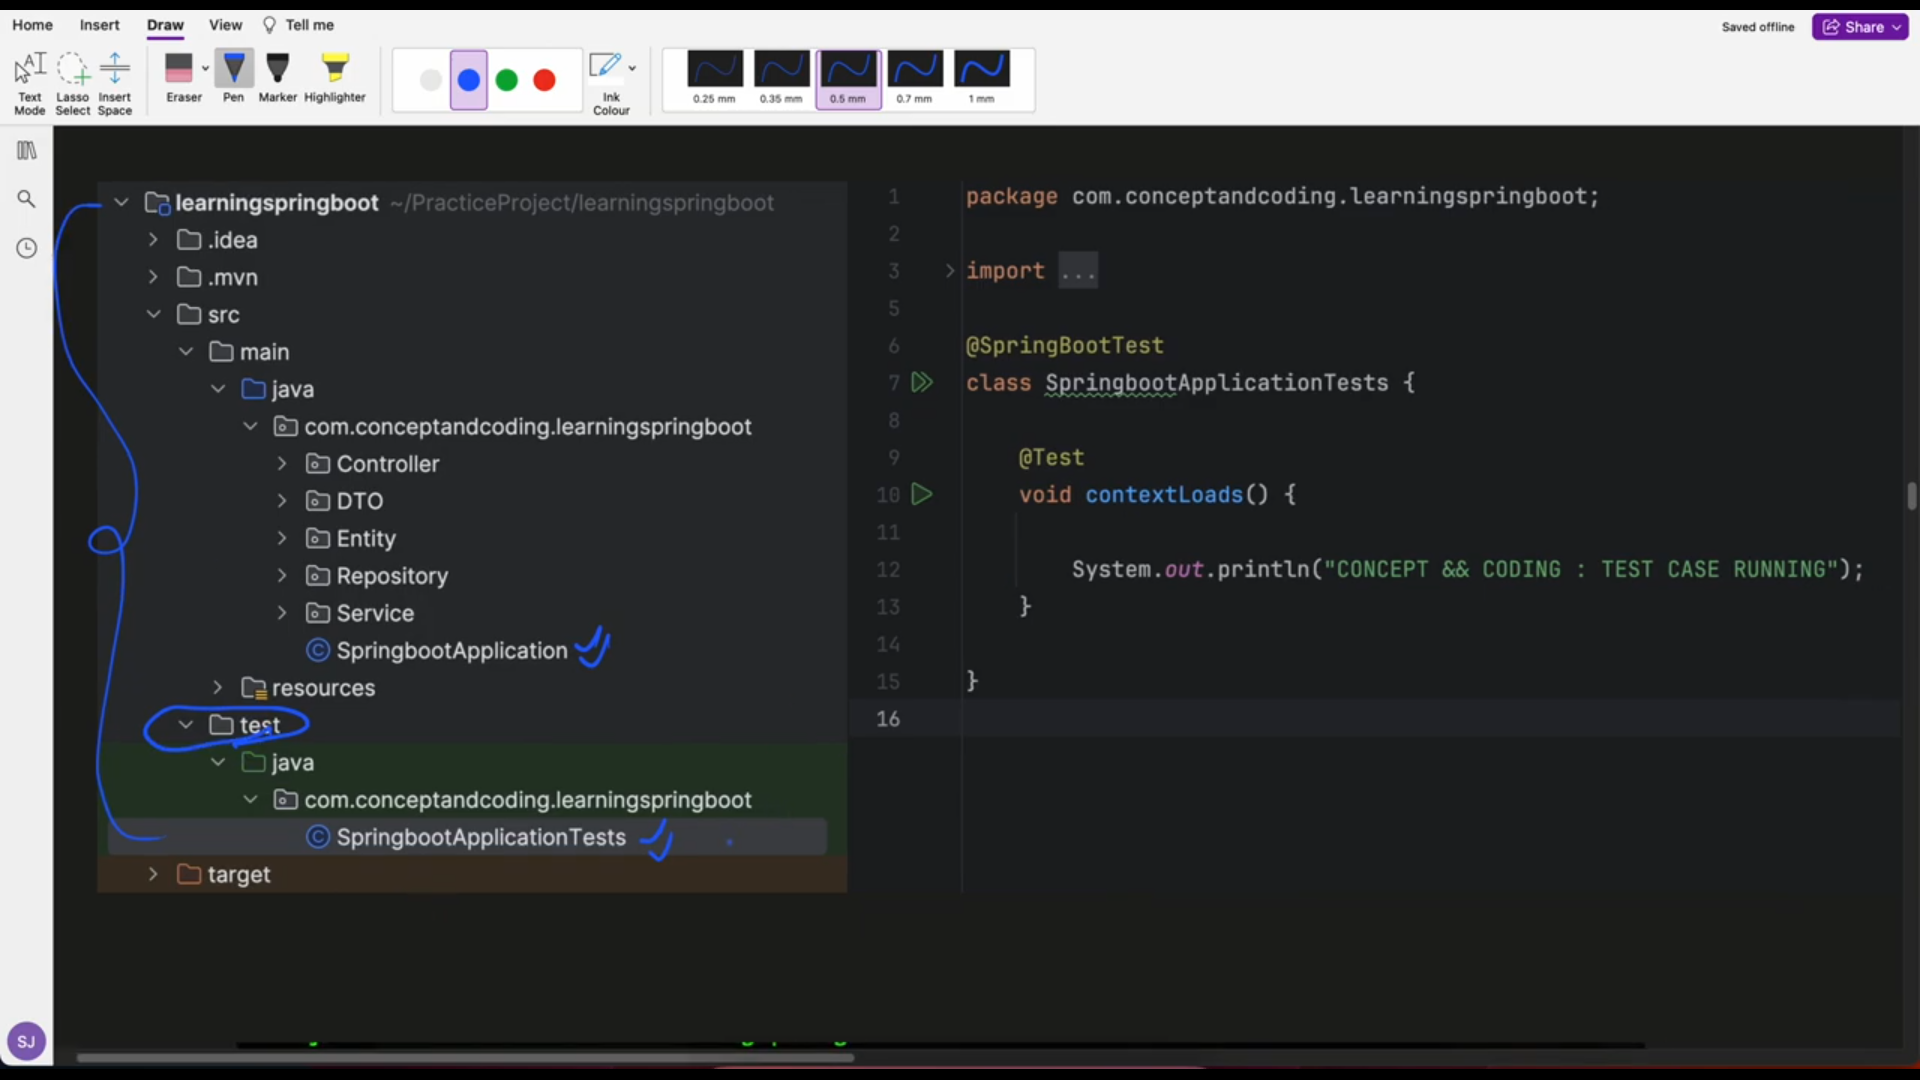 Home Insert Draw View Tell me
Saved offline Share
Text Mode
Lasso Select
Insert Space
Eraser
Pen
Marker
Highlighter
Ink Colour
0.25 mm
0.35 mm
0.5 mm
0.7 mm
1 mm
learningspringboot ~/PracticeProject/learningspringboot
.idea
.mvn
src
main
java
com.conceptandcoding.learningspringboot
Controller
DTO
Entity
Repository
Service
SpringbootApplication
resources
test
java
com.conceptandcoding.learningspringboot
SpringbootApplicationTests
target
1 package com.conceptandcoding.learningspringboot;
2
3 import ...
5
6 @SpringBootTest
7 class SpringbootApplicationTests {
8
9 @Test
10 void contextLoads() {
11
12 System.out.println("CONCEPT && CODING : TEST CASE RUNNING");
13 }
14
15 }
16
SJ